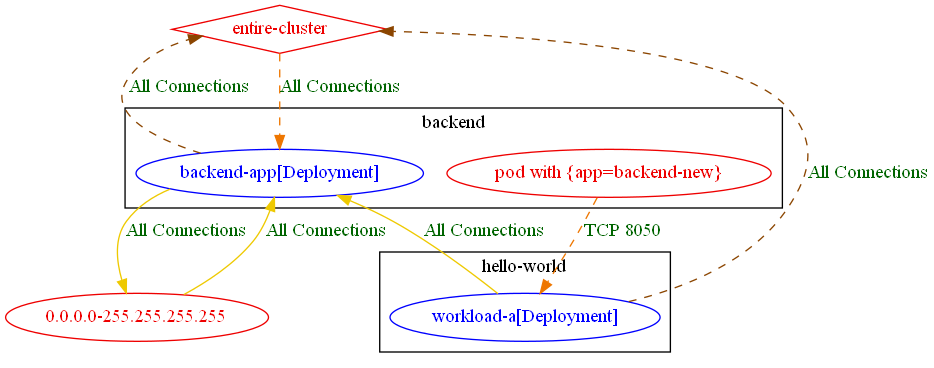 entire-cluster
All Connections
All Connections
backend
backend-app[Deployment]
pod with {app=backend-new}
All Connections
All Connections
All Connections
All Connections
TCP 8050
hello-world
0.0.0.0-255.255.255.255
workload-a[Deployment]